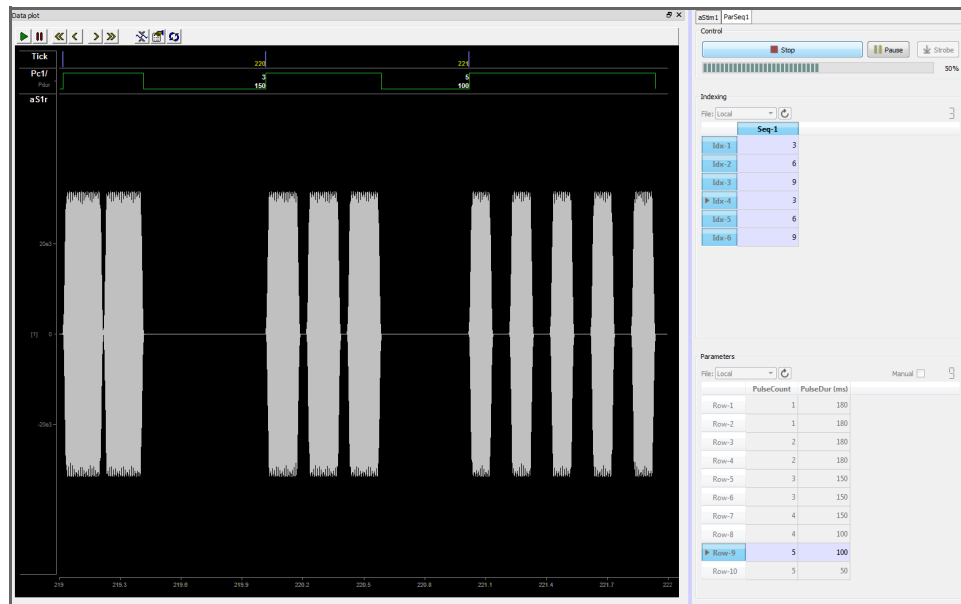 Data plot
aStim1 ParSeq1
Control
Stop Pause Strobe
50%
Tick
220 221
Pc1/ 3 5
Pdur 150 100
aS1r
20e3
[1] 0
-20e3
219 219.3 219.6 219.9 220.2 220.5 220.8 221.1 221.4 221.7 222
Indexing
File: Local
Seq-1
Idx-1 3
Idx-2 6
Idx-3 9
Idx-4 3
Idx-5 6
Idx-6 9
Parameters
File: Local Manual
PulseCount PulseDur (ms)
Row-1 1 180
Row-2 1 180
Row-3 2 180
Row-4 2 180
Row-5 3 150
Row-6 3 150
Row-7 4 150
Row-8 4 100
Row-9 5 100
Row-10 5 50